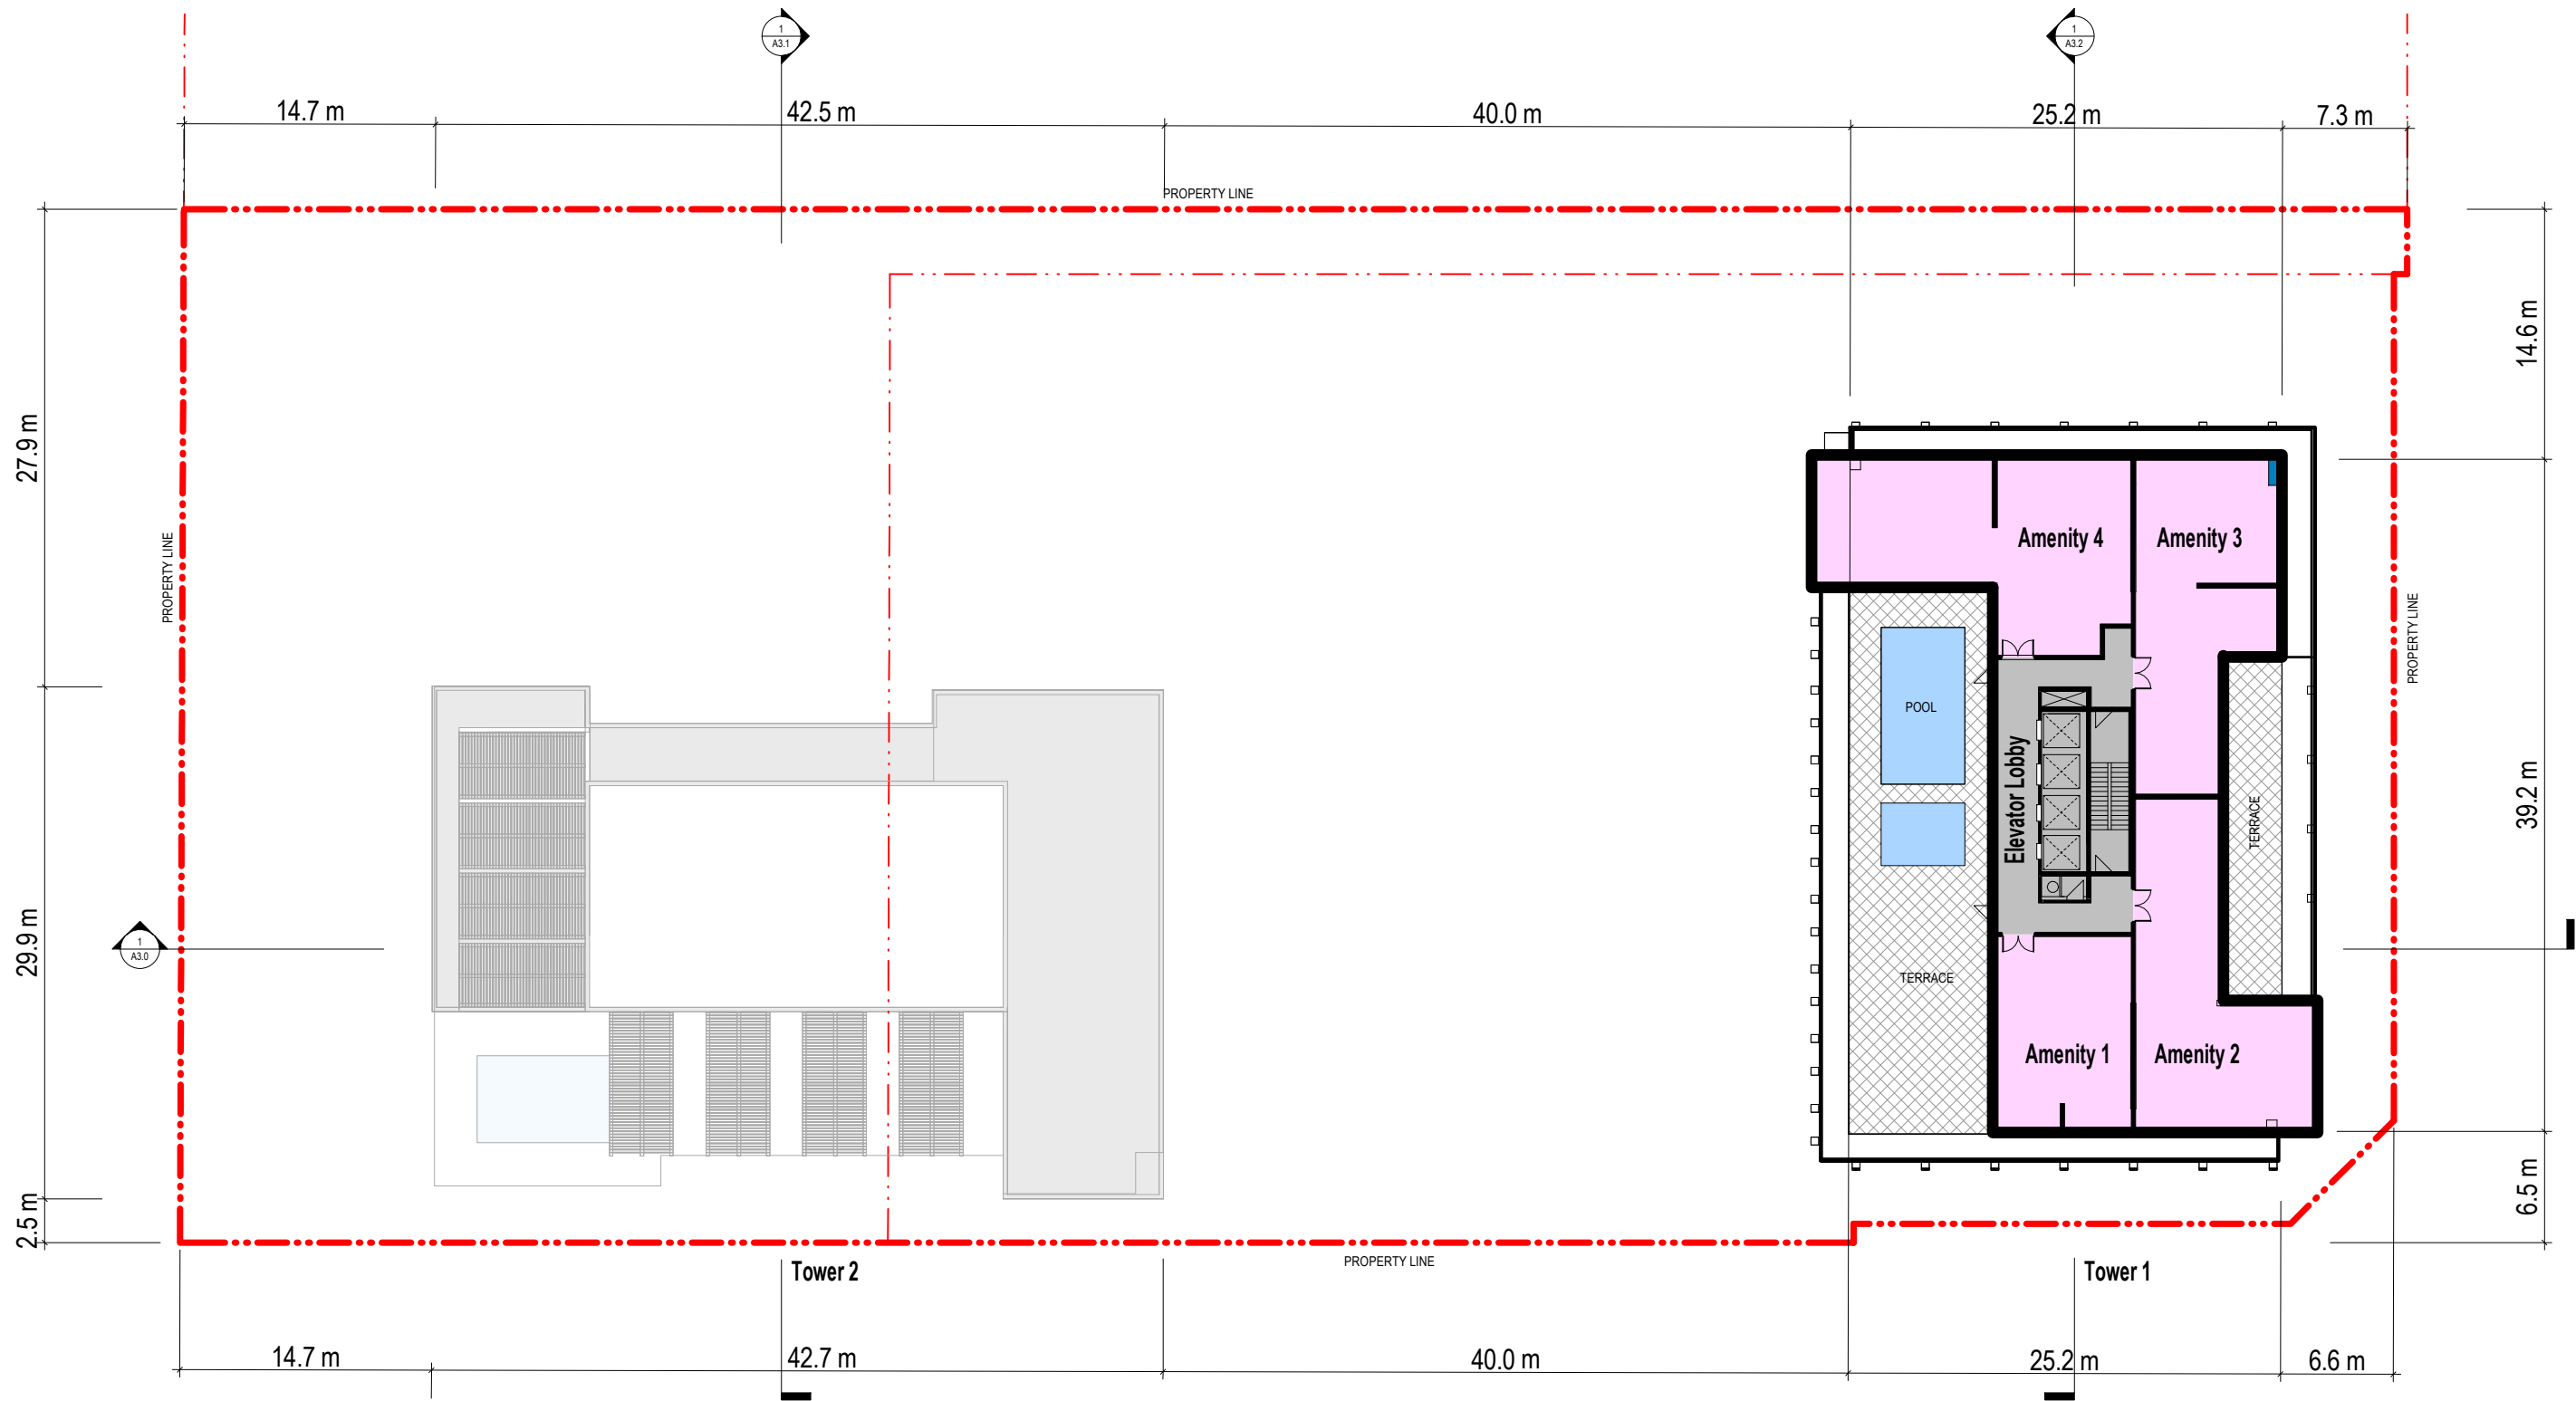 1
A3.1
1
A3.2
14.7 m
42.5 m
40.0 m
25.2 m
7.3 m
PROPERTY LINE
27.9 m
29.9 m
2.5 m
PROPERTY LINE
1
A3.0
14.6 m
39.2 m
6.5 m
PROPERTY LINE
Amenity 4
Amenity 3
POOL
Elevator Lobby
TERRACE
TERRACE
Amenity 1
Amenity 2
PROPERTY LINE
Tower 2
Tower 1
14.7 m
42.7 m
40.0 m
25.2 m
6.6 m